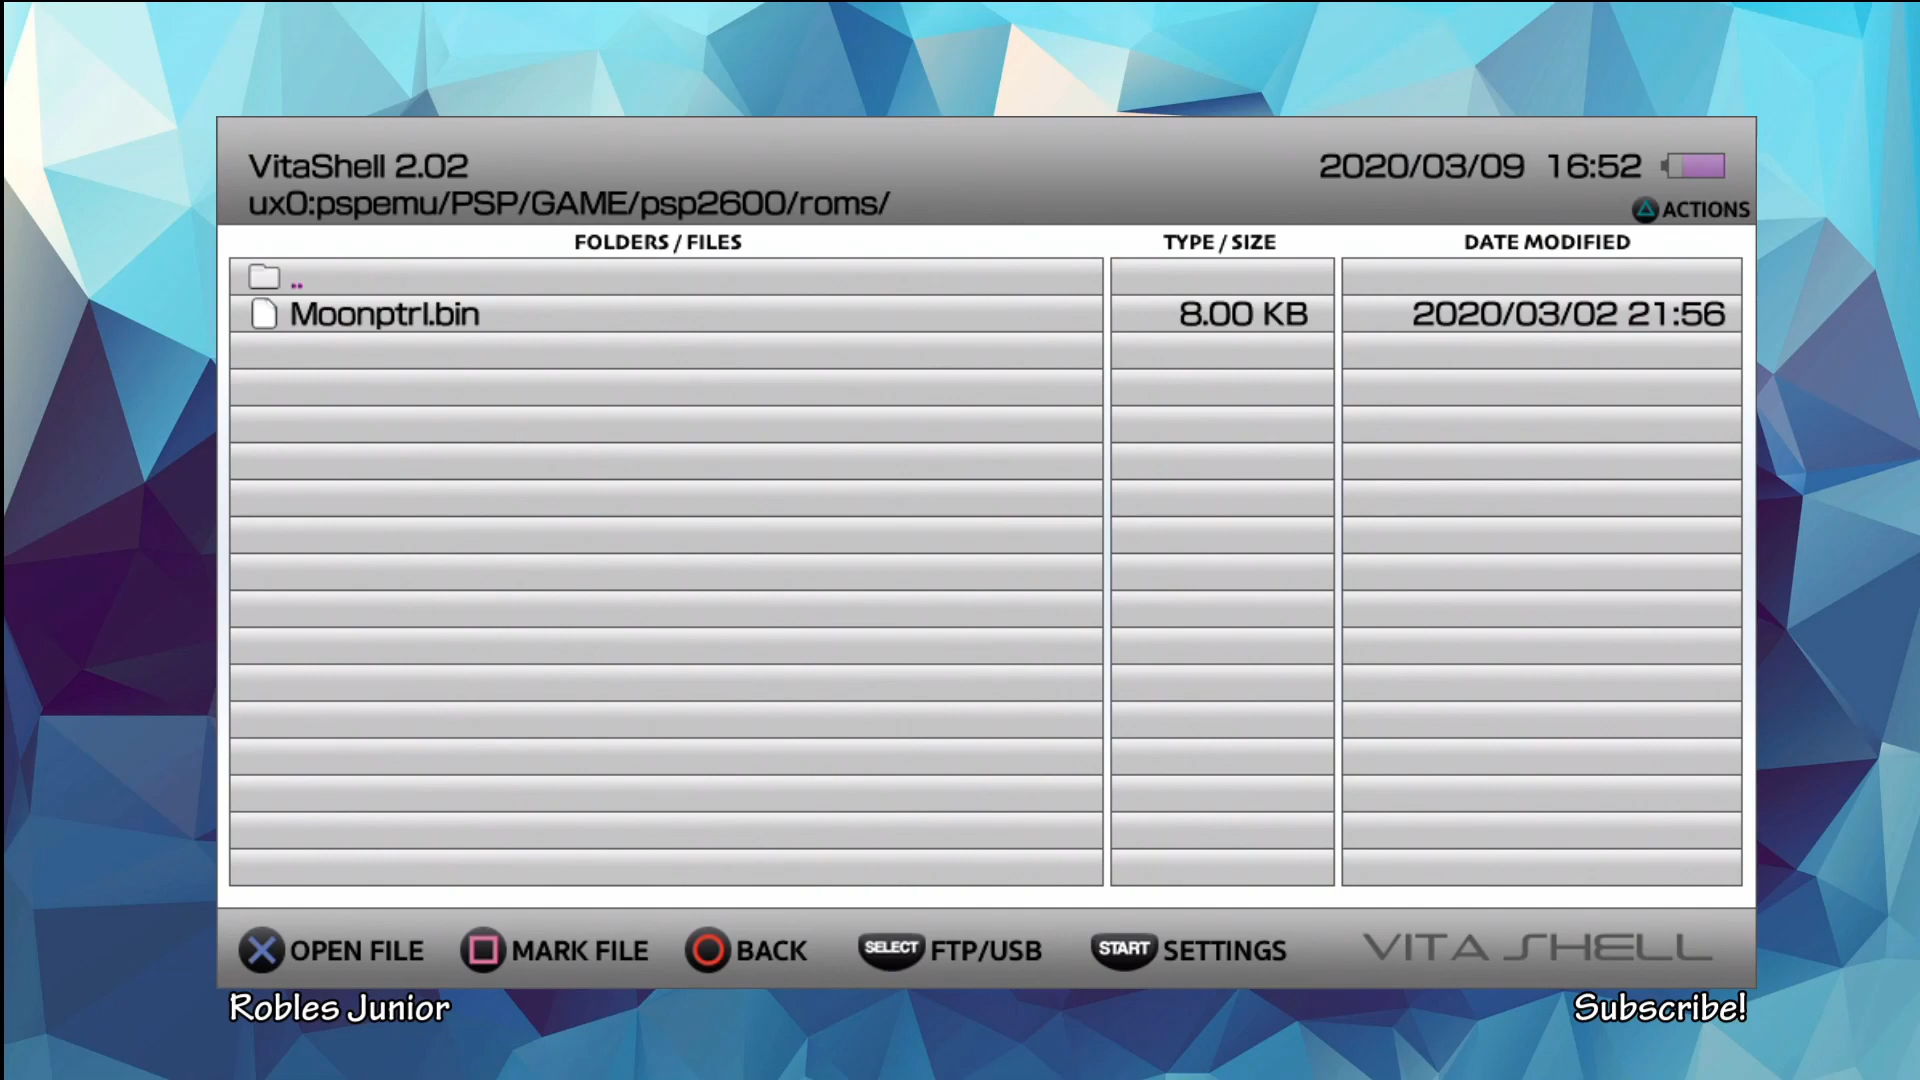 VitaShell 2.02
2020/03/09 16:52
ux0:pspemu/PSP/GAME/psp2600/roms/
ACTIONS
FOLDERS / FILES TYPE / SIZE DATE MODIFIED
..
Moonptrl.bin 8.00 KB 2020/03/02 21:56
OPEN FILE MARK FILE BACK SELECT FTP/USB START SETTINGS VITA SHELL
Robles Junior Subscribe!